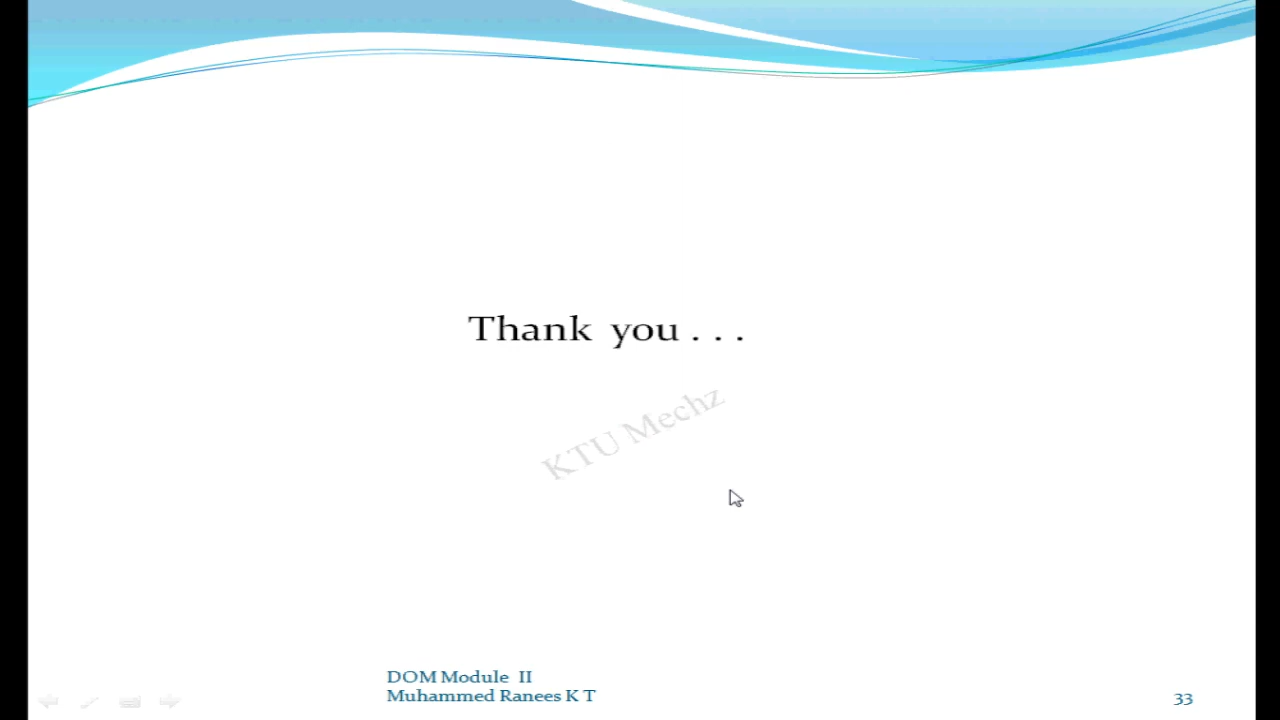 Thank you . . .
KTU Mechz
DOM Module II
Muhammed Ranees K T
33